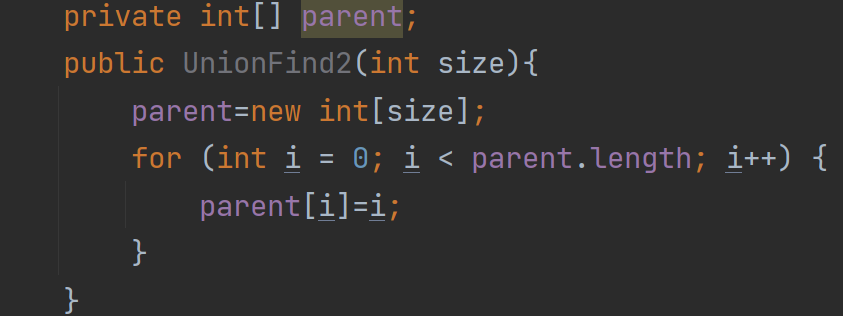 private int[] parent;
public UnionFind2(int size){
parent=new int[size];
for (int i = 0; i < parent.length; i++) {
parent[i]=i;
}
}